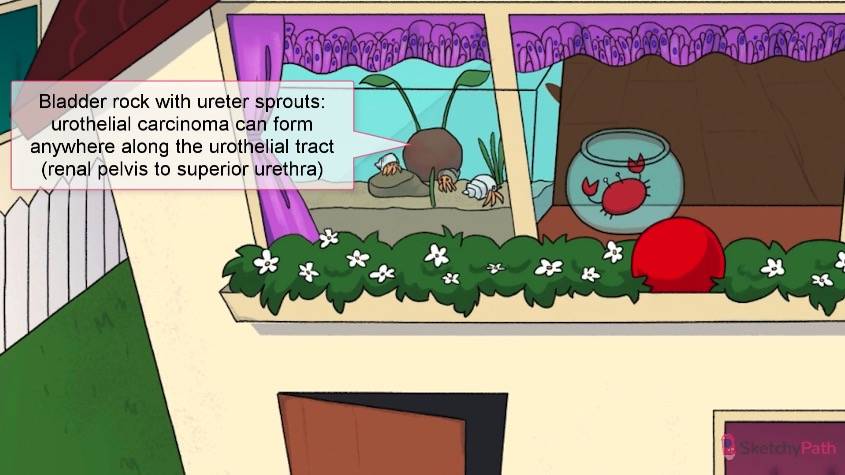 Bladder rock with ureter sprouts:
urothelial carcinoma can form
anywhere along the urothelial tract
(renal pelvis to superior urethra)
SketchyPath